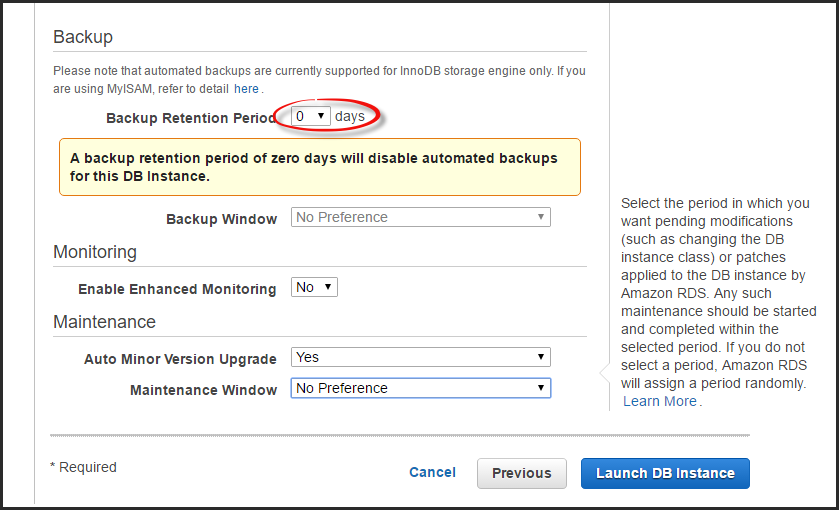 Backup
Please note that automated backups are currently supported for InnoDB storage engine only. If you
are using MyISAM, refer to detail here .
Backup Retention Period 0 days
A backup retention period of zero days will disable automated backups
for this DB Instance.
Backup Window No Preference
Monitoring
Enable Enhanced Monitoring No
Maintenance
Auto Minor Version Upgrade Yes
Maintenance Window No Preference
Select the period in which you
want pending modifications
(such as changing the DB
instance class) or patches
applied to the DB instance by
Amazon RDS. Any such
maintenance should be started
and completed within the
selected period. If you do not
select a period, Amazon RDS
will assign a period randomly.
Learn More .
* Required
Cancel Previous Launch DB Instance